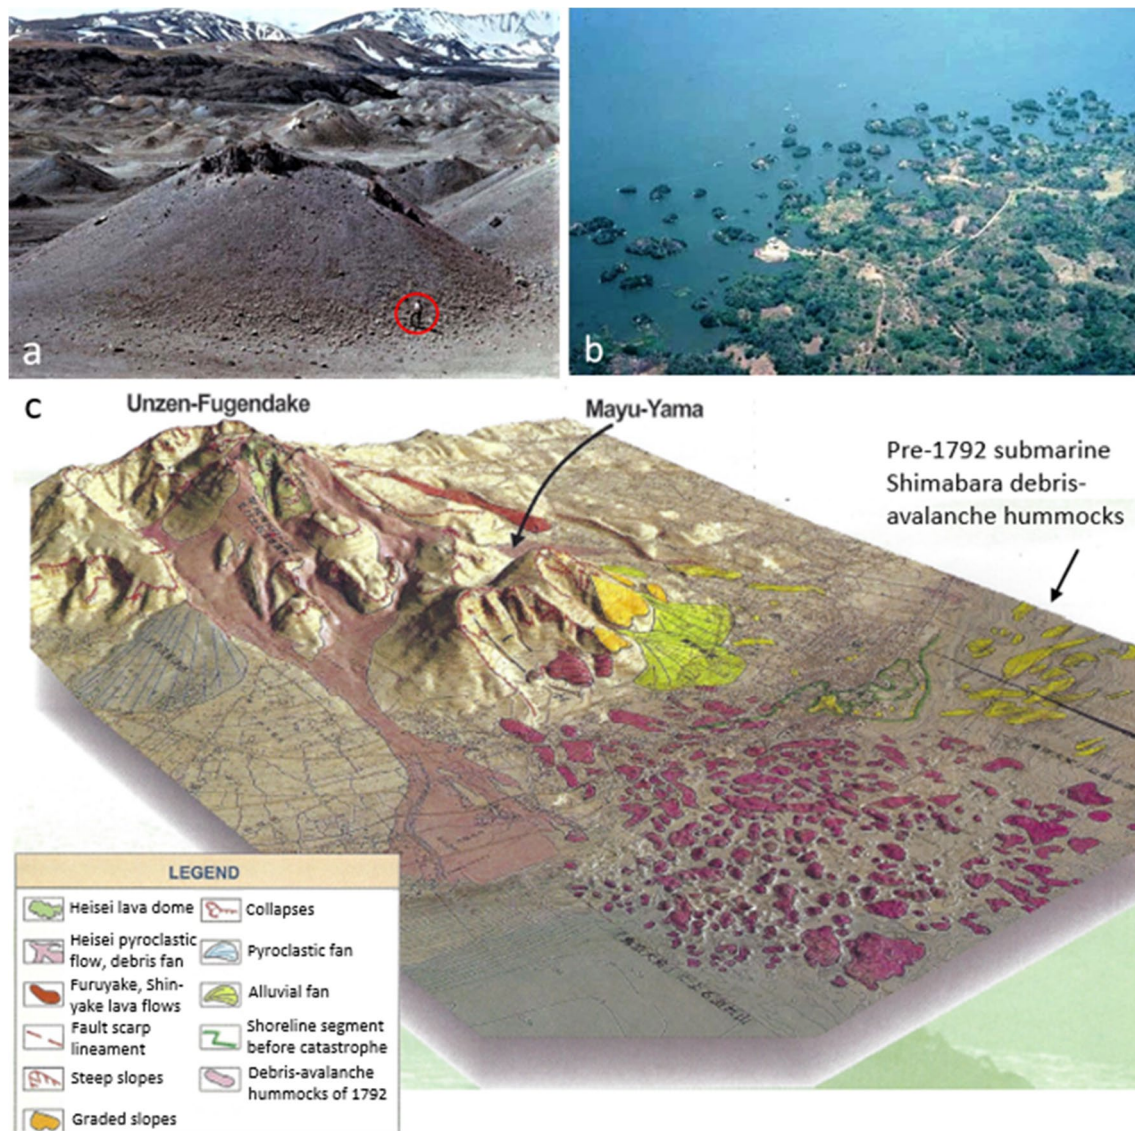 a
b
c
Unzen-Fugendake
Mayu-Yama
Pre-1792 submarine
Shimabara debris-
avalanche hummocks
LEGEND
Heisei lava dome
Heisei pyroclastic
flow, debris fan
Furuyake, Shin-
yake lava flows
Fault scarp
lineament
Steep slopes
Graded slopes
Collapses
Pyroclastic fan
Alluvial fan
Shoreline segment
before catastrophe
Debris-avalanche
hummocks of 1792